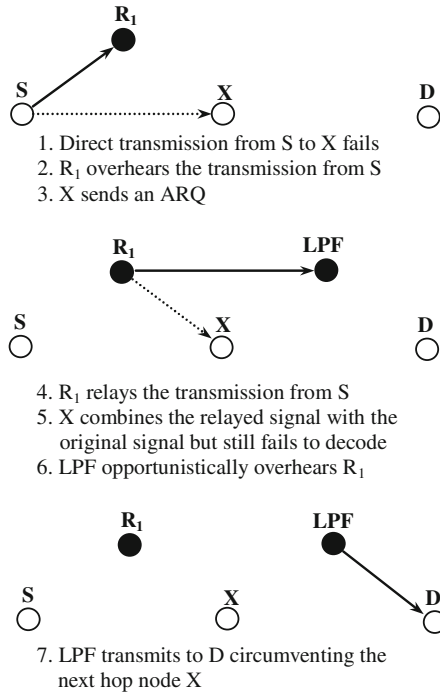 R1
S X D
1. Direct transmission from S to X fails
2. R1 overhears the transmission from S
3. X sends an ARQ
R1 LPF
S X D
4. R1 relays the transmission from S
5. X combines the relayed signal with the
original signal but still fails to decode
6. LPF opportunistically overhears R1
R1 LPF
S X D
7. LPF transmits to D circumventing the
next hop node X